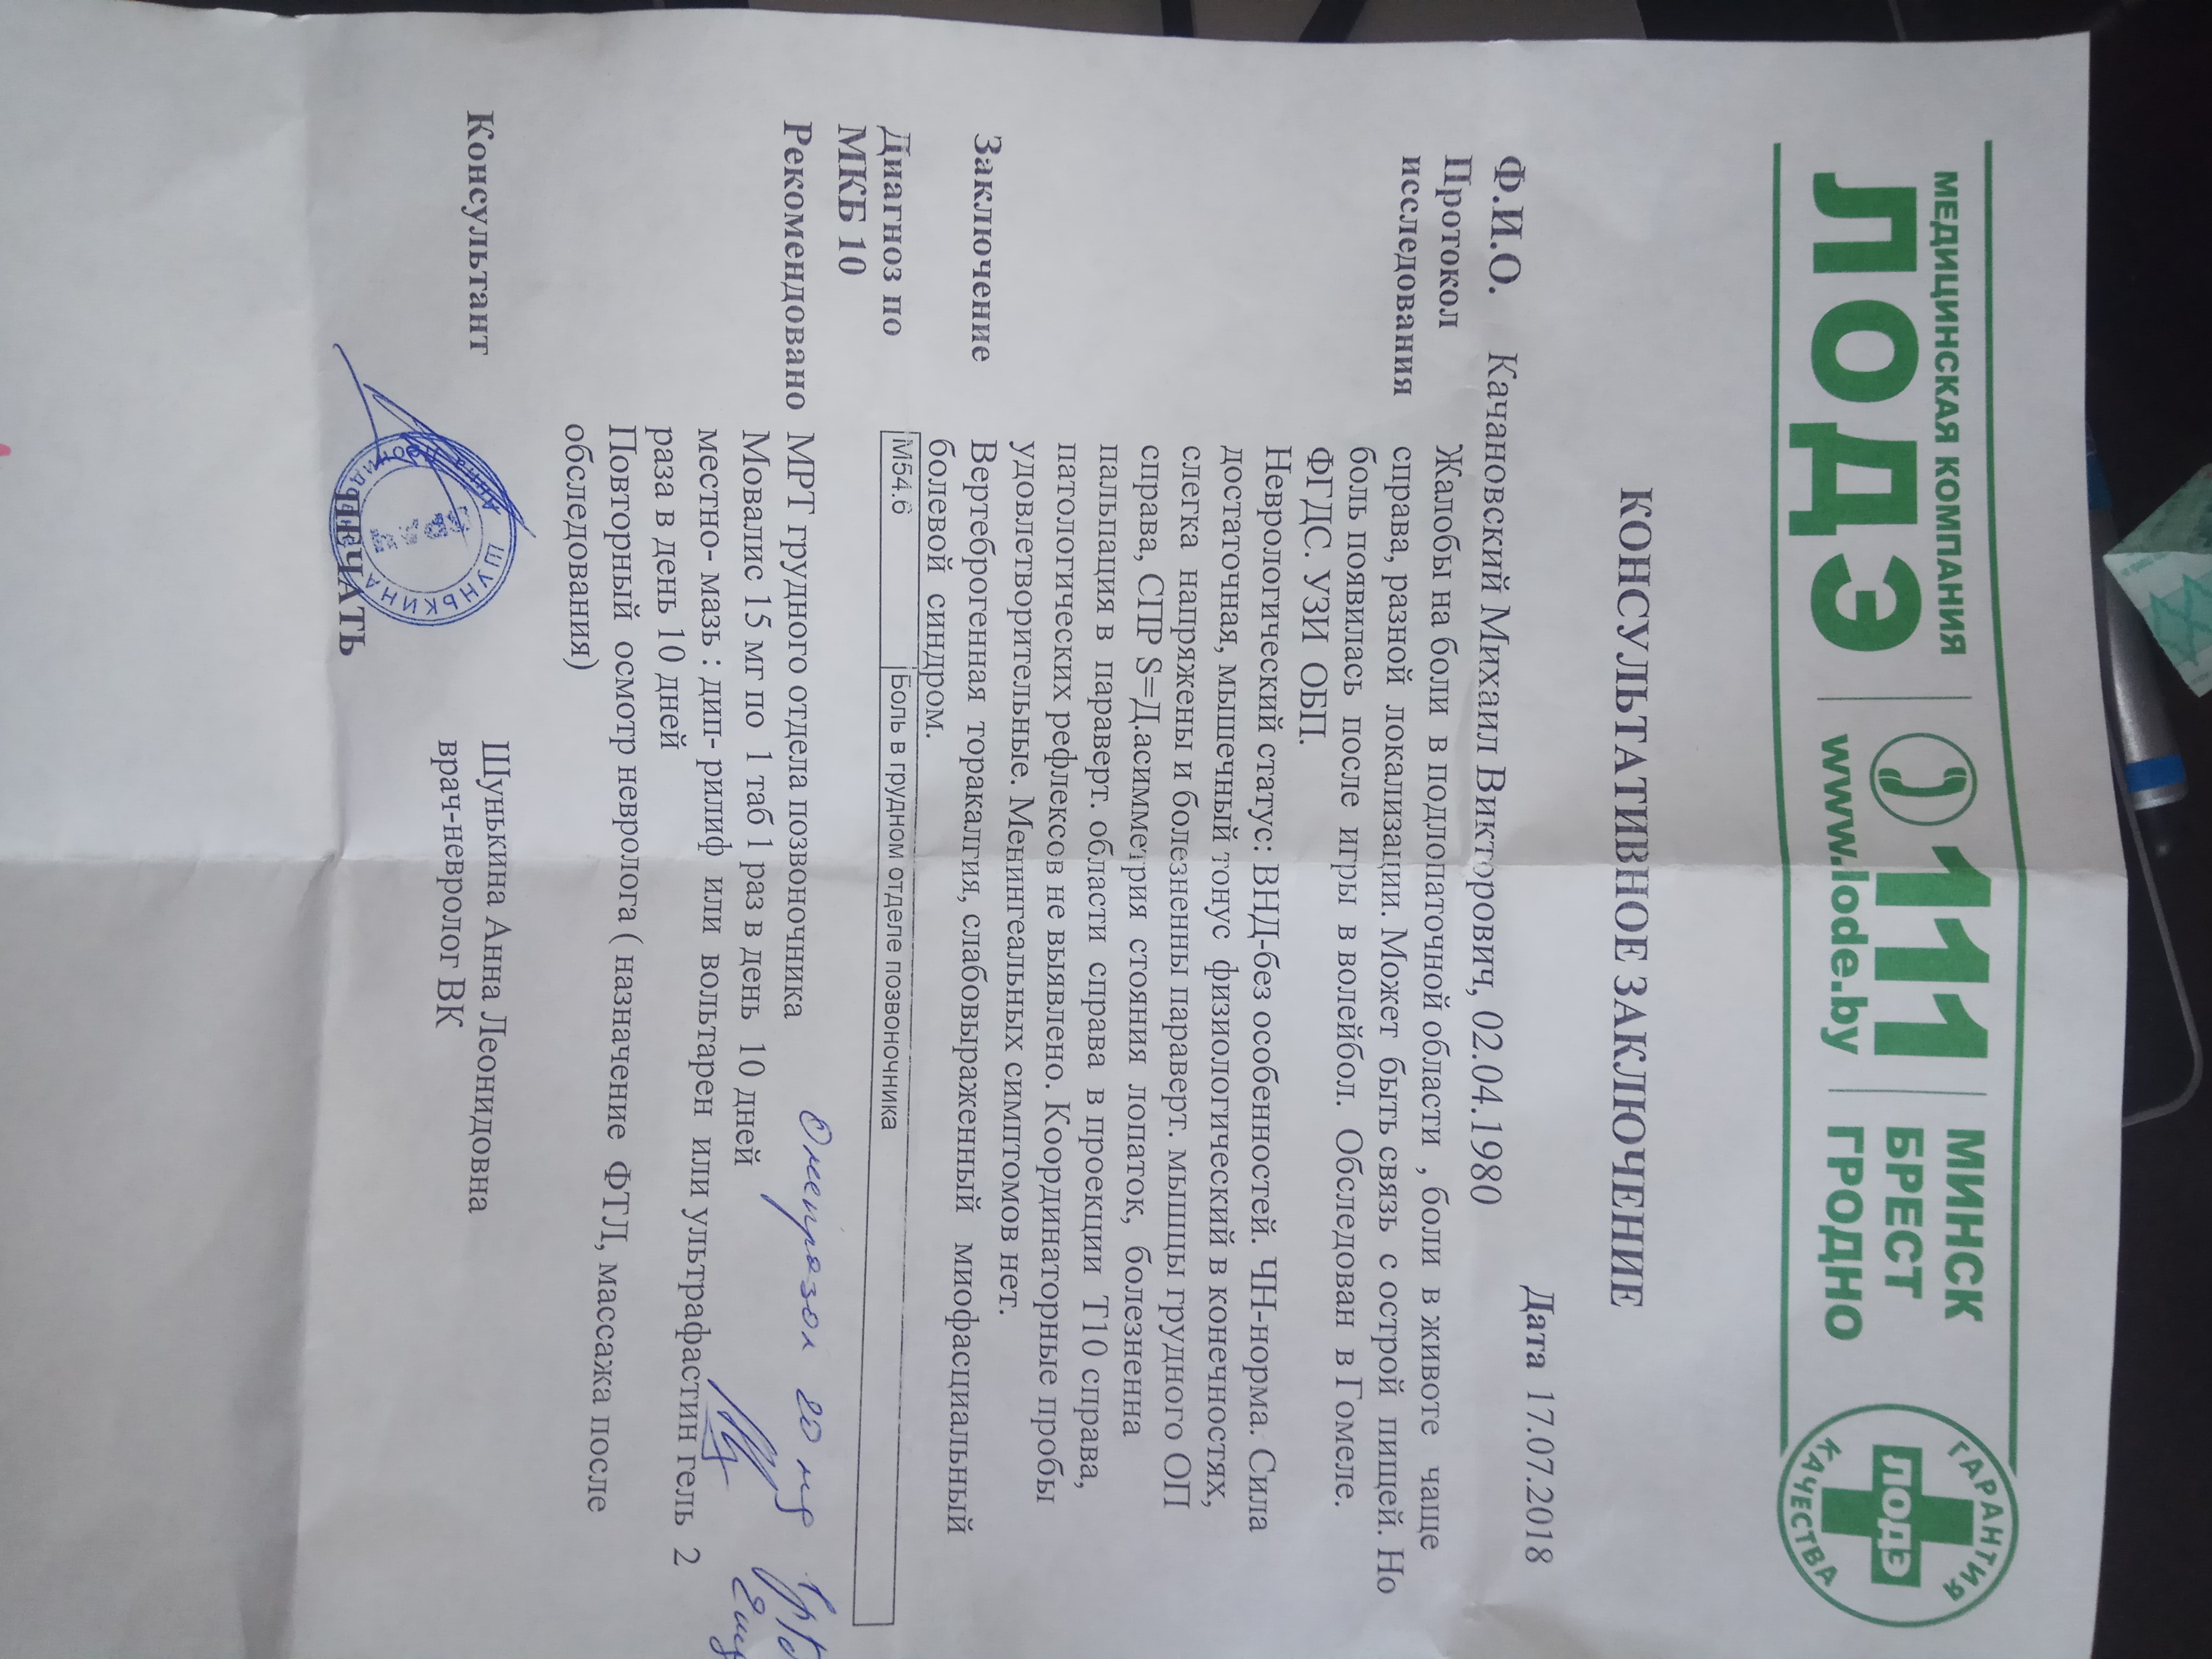 МЕДИЦИНСКАЯ КОМПАНИЯ
ЛОДЭ
111
www.lode.by
МИНСК
БРЕСТ
ГРОДНО
ГАРАНТИЯ
ЛОДЭ
КАЧЕСТВА
КОНСУЛЬТАТИВНОЕ ЗАКЛЮЧЕНИЕ
Дата 17.07.2018
Ф.И.О. Качановский Михаил Викторович, 02.04.1980
Протокол исследования
Жалобы на боли в подлопаточной области , боли в животе чаще
справа, разной локализации. Может быть связь с острой пищей. Но
боль появилась после игры в волейбол. Обследован в Гомеле.
ФГДС. УЗИ ОБП.
Неврологический статус: ВНД-без особенностей. ЧН-норма. Сила
достаточная, мышечный тонус физиологический в конечностях,
слегка напряжены и болезненны параверт. мышцы грудного ОП
справа, СПР S=Д.асимметрия стояния лопаток, болезненна
пальпация в параверт. области справа в проекции Т10 справа,
патологических рефлексов не выявлено. Координаторные пробы
удовлетворительные. Менингеальных симптомов нет.
Заключение Вертеброгенная торакалгия, слабовыраженный миофасциальный
болевой синдром.
Диагноз по МКБ 10
M54.6 Боль в грудном отделе позвоночника
Рекомендовано МРТ грудного отдела позвоночника
Омепразол 20 мд
Мовалис 15 мг по 1 таб 1 раз в день 10 дней
местно- мазь : дип- рилиф или вольтарен или ультрафастин гель 2
раза в день 10 дней
Повторный осмотр невролога ( назначение ФТЛ, массажа после
обследования)
Консультант
Шунькина Анна Леонидовна
врач-невролог ВК
ШУНЬКИНА АННА ЛЕОНИДОВНА
ВРАЧ
ПЕЧАТЬ